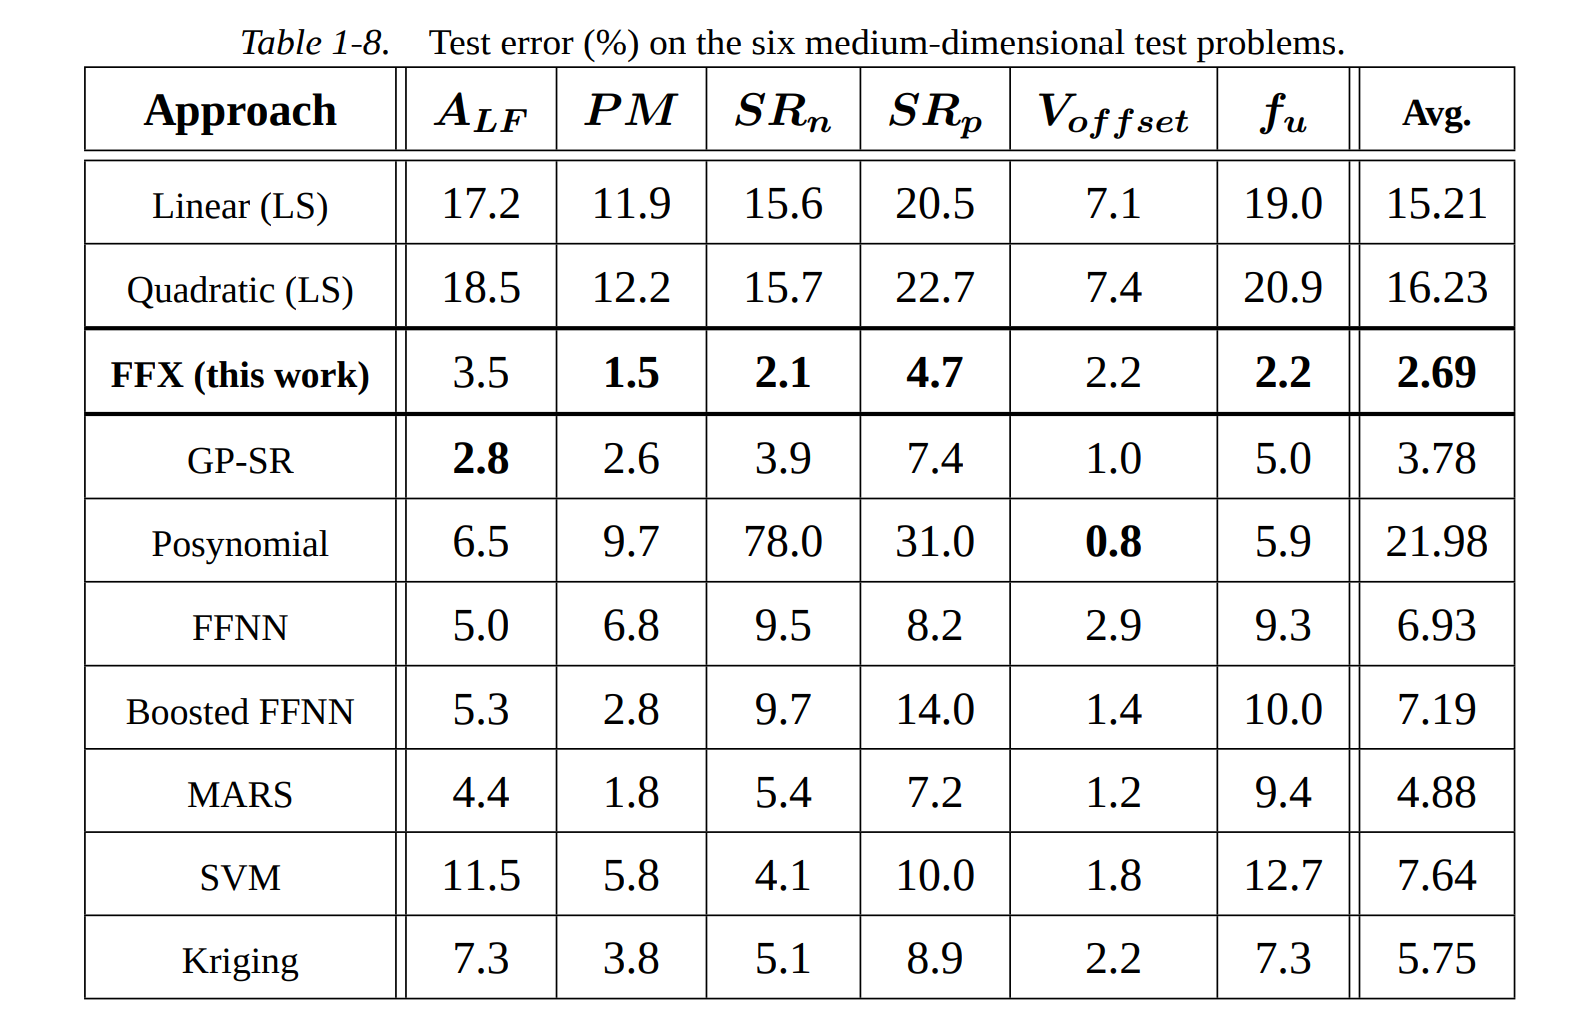 Table 1-8. Test error (%) on the six medium-dimensional test problems.
Approach A_LF PM SR_n SR_p V_offset f_u Avg.
Linear (LS) 17.2 11.9 15.6 20.5 7.1 19.0 15.21
Quadratic (LS) 18.5 12.2 15.7 22.7 7.4 20.9 16.23
FFX (this work) 3.5 1.5 2.1 4.7 2.2 2.2 2.69
GP-SR 2.8 2.6 3.9 7.4 1.0 5.0 3.78
Posynomial 6.5 9.7 78.0 31.0 0.8 5.9 21.98
FFNN 5.0 6.8 9.5 8.2 2.9 9.3 6.93
Boosted FFNN 5.3 2.8 9.7 14.0 1.4 10.0 7.19
MARS 4.4 1.8 5.4 7.2 1.2 9.4 4.88
SVM 11.5 5.8 4.1 10.0 1.8 12.7 7.64
Kriging 7.3 3.8 5.1 8.9 2.2 7.3 5.75